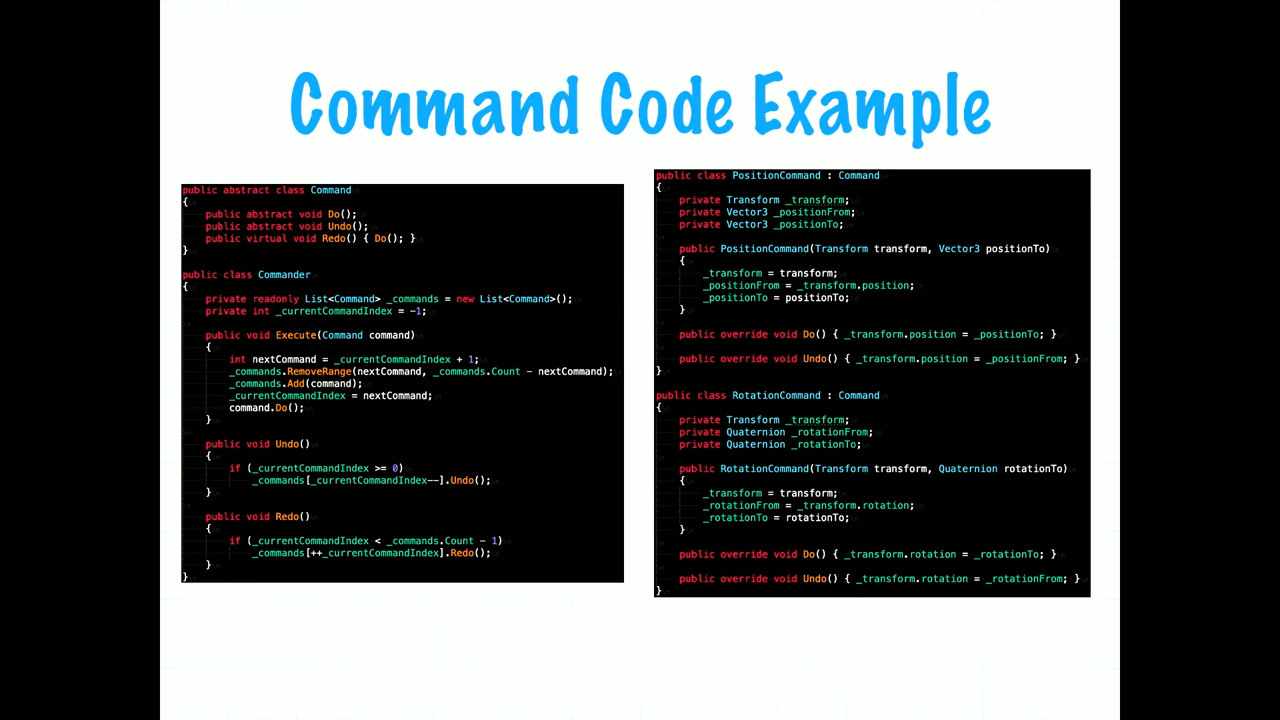 Command Code Example
public abstract class Command
{
    public abstract void Do();
    public abstract void Undo();
    public virtual void Redo() { Do(); }
}
public class Commander
{
    private readonly List<Command> _commands = new List<Command>();
    private int _currentCommandIndex = -1;
    public void Execute(Command command)
    {
        int nextCommand = _currentCommandIndex + 1;
        _commands.RemoveRange(nextCommand, _commands.Count - nextCommand);
        _commands.Add(command);
        _currentCommandIndex = nextCommand;
        command.Do();
    }
    public void Undo()
    {
        if (_currentCommandIndex >= 0)
            _commands[_currentCommandIndex--].Undo();
    }
    public void Redo()
    {
        if (_currentCommandIndex < _commands.Count - 1)
            _commands[++_currentCommandIndex].Redo();
    }
}
public class PositionCommand : Command
{
    private Transform _transform;
    private Vector3 _positionFrom;
    private Vector3 _positionTo;
    public PositionCommand(Transform transform, Vector3 positionTo)
    {
        _transform = transform;
        _positionFrom = _transform.position;
        _positionTo = positionTo;
    }
    public override void Do() { _transform.position = _positionTo; }
    public override void Undo() { _transform.position = _positionFrom; }
}
public class RotationCommand : Command
{
    private Transform _transform;
    private Quaternion _rotationFrom;
    private Quaternion _rotationTo;
    public RotationCommand(Transform transform, Quaternion rotationTo)
    {
        _transform = transform;
        _rotationFrom = _transform.rotation;
        _rotationTo = rotationTo;
    }
    public override void Do() { _transform.rotation = _rotationTo; }
    public override void Undo() { _transform.rotation = _rotationFrom; }
}